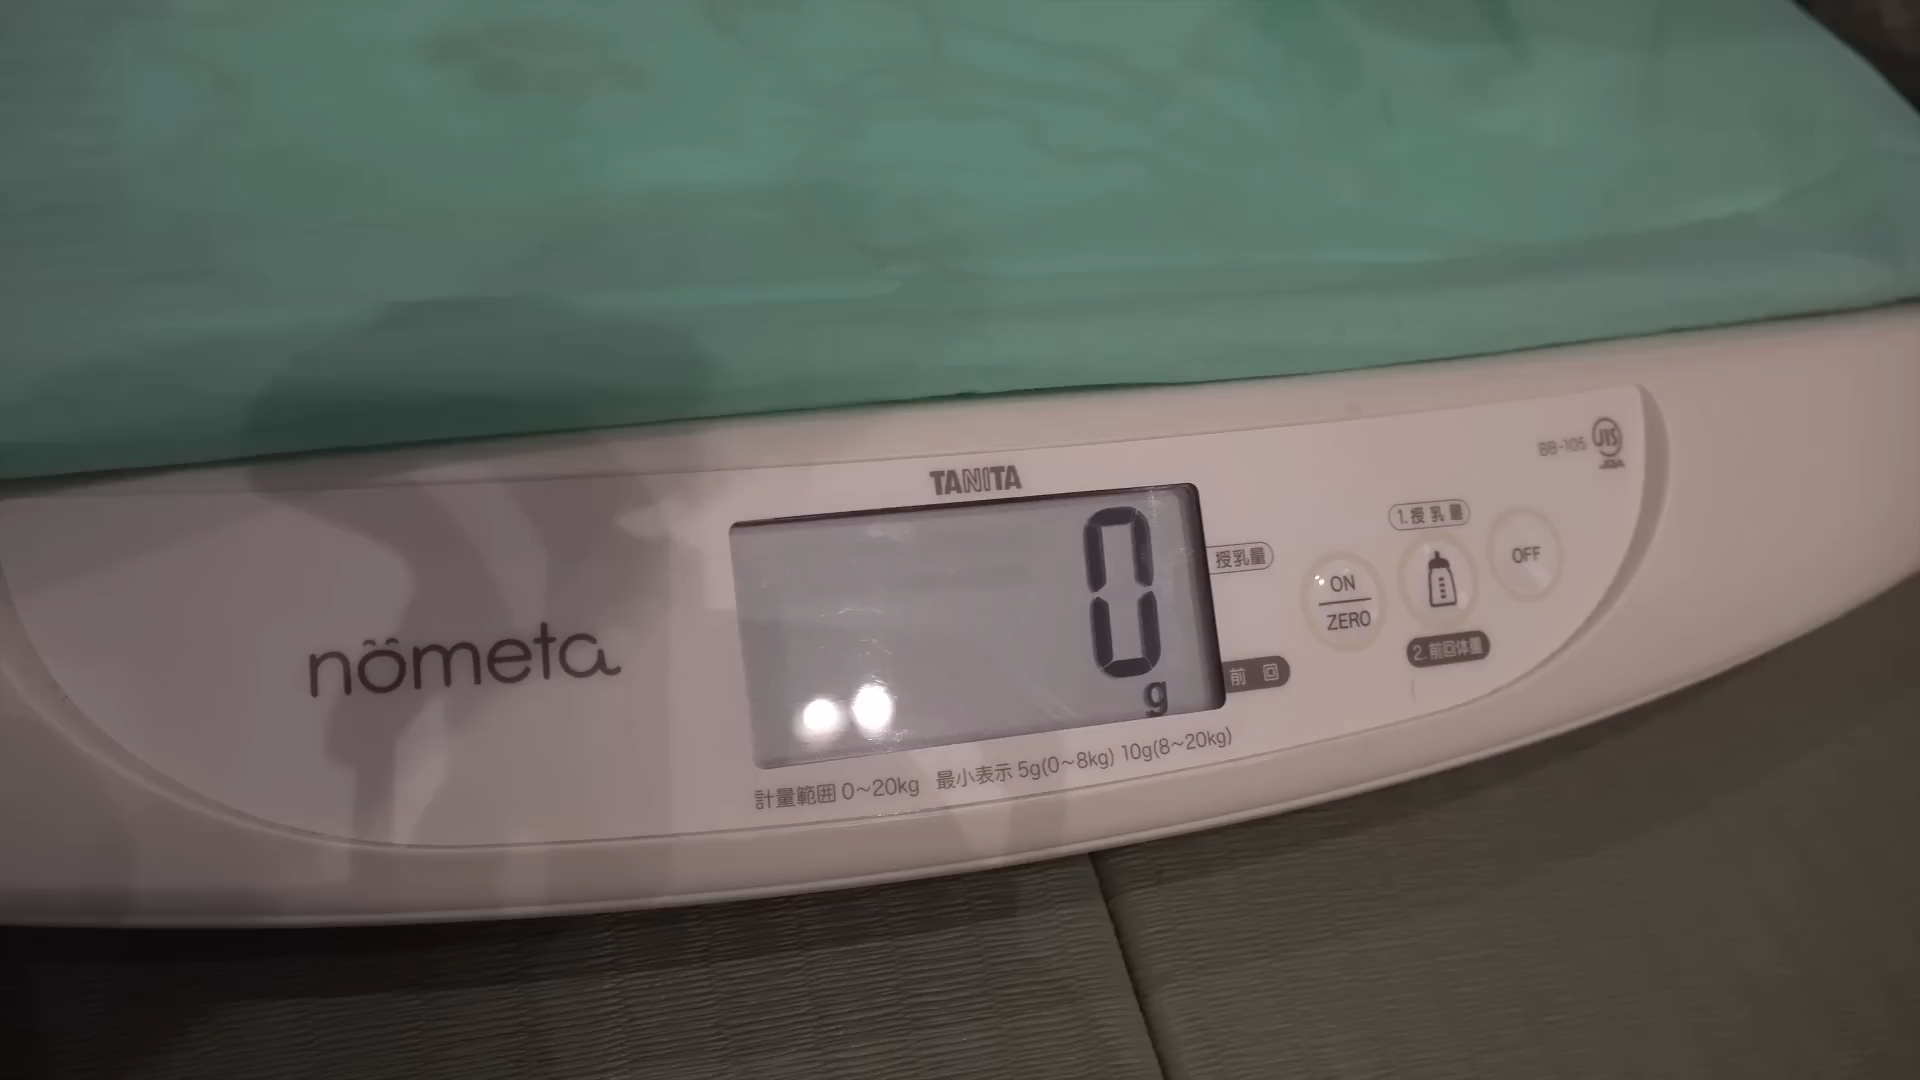 TANITA
BB-105
JIS
JQA
nömeta
0
g
授乳量
前回
ON
ZERO
1.授乳量
2.前回体重
OFF
計量範囲 0~20kg 最小表示 5g(0~8kg) 10g(8~20kg)